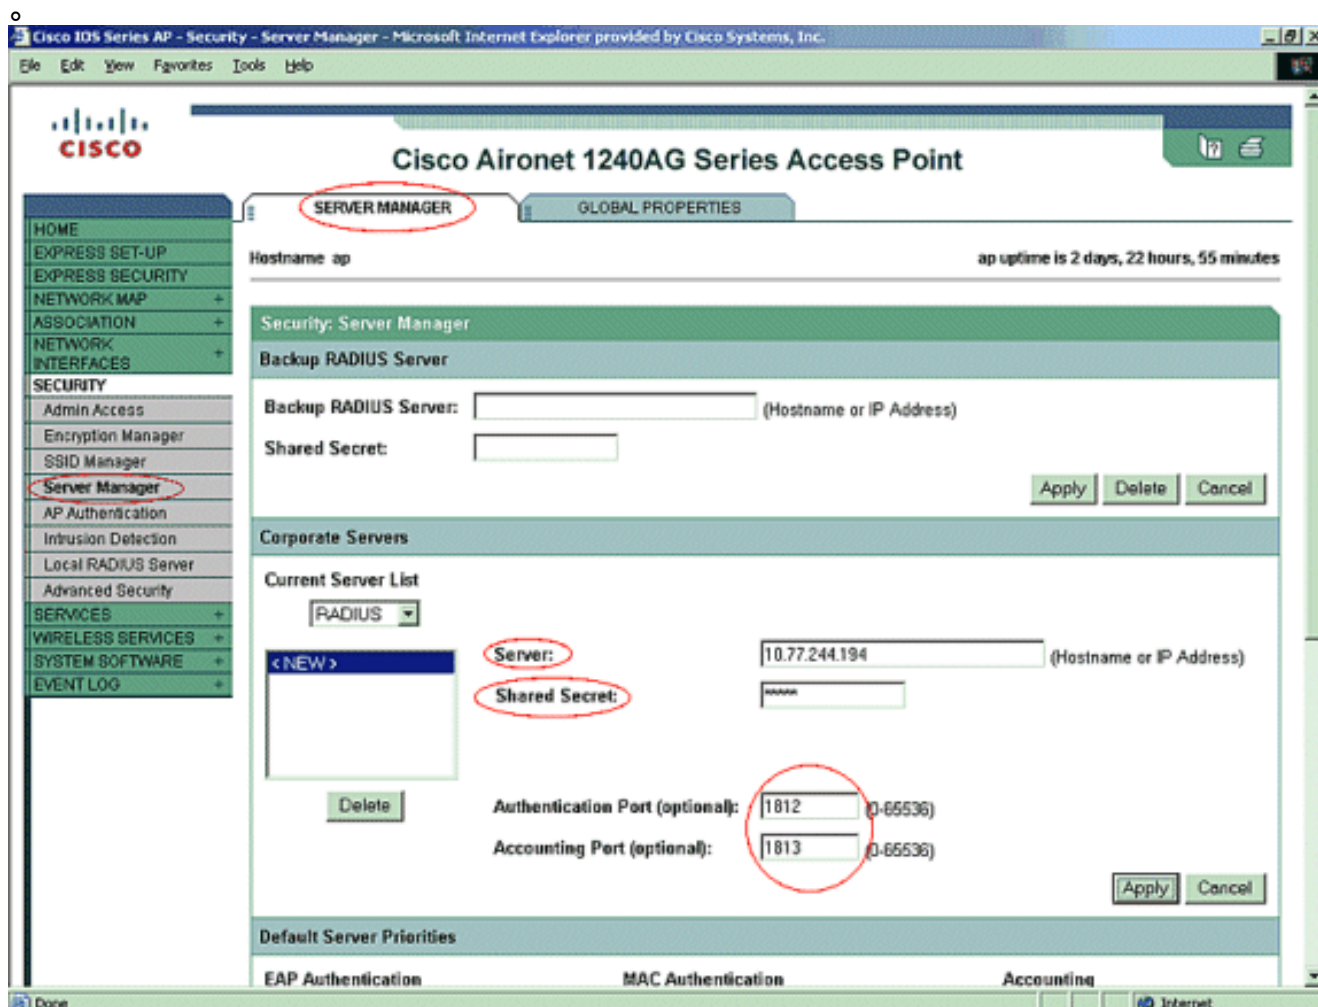 Cisco IOS Series AP - Security - Server Manager - Microsoft Internet Explorer provided by Cisco Systems, Inc.
File Edit View Favorites Tools Help
CISCO
Cisco Aironet 1240AG Series Access Point
SERVER MANAGER GLOBAL PROPERTIES
HOME
EXPRESS SET-UP
EXPRESS SECURITY
NETWORK MAP +
ASSOCIATION +
NETWORK
INTERFACES +
SECURITY
Admin Access
Encryption Manager
SSID Manager
Server Manager
AP Authentication
Intrusion Detection
Local RADIUS Server
Advanced Security
SERVICES +
WIRELESS SERVICES +
SYSTEM SOFTWARE +
EVENT LOG +
Hostname ap ap uptime is 2 days, 22 hours, 55 minutes
Security: Server Manager
Backup RADIUS Server
Backup RADIUS Server: (Hostname or IP Address)
Shared Secret:
Apply Delete Cancel
Corporate Servers
Current Server List
RADIUS
< NEW >
Delete
Server: 10.77.244.194 (Hostname or IP Address)
Shared Secret: *****
Authentication Port (optional): 1812 (0-65536)
Accounting Port (optional): 1813 (0-65536)
Apply Cancel
Default Server Priorities
EAP Authentication MAC Authentication Accounting
Done Internet